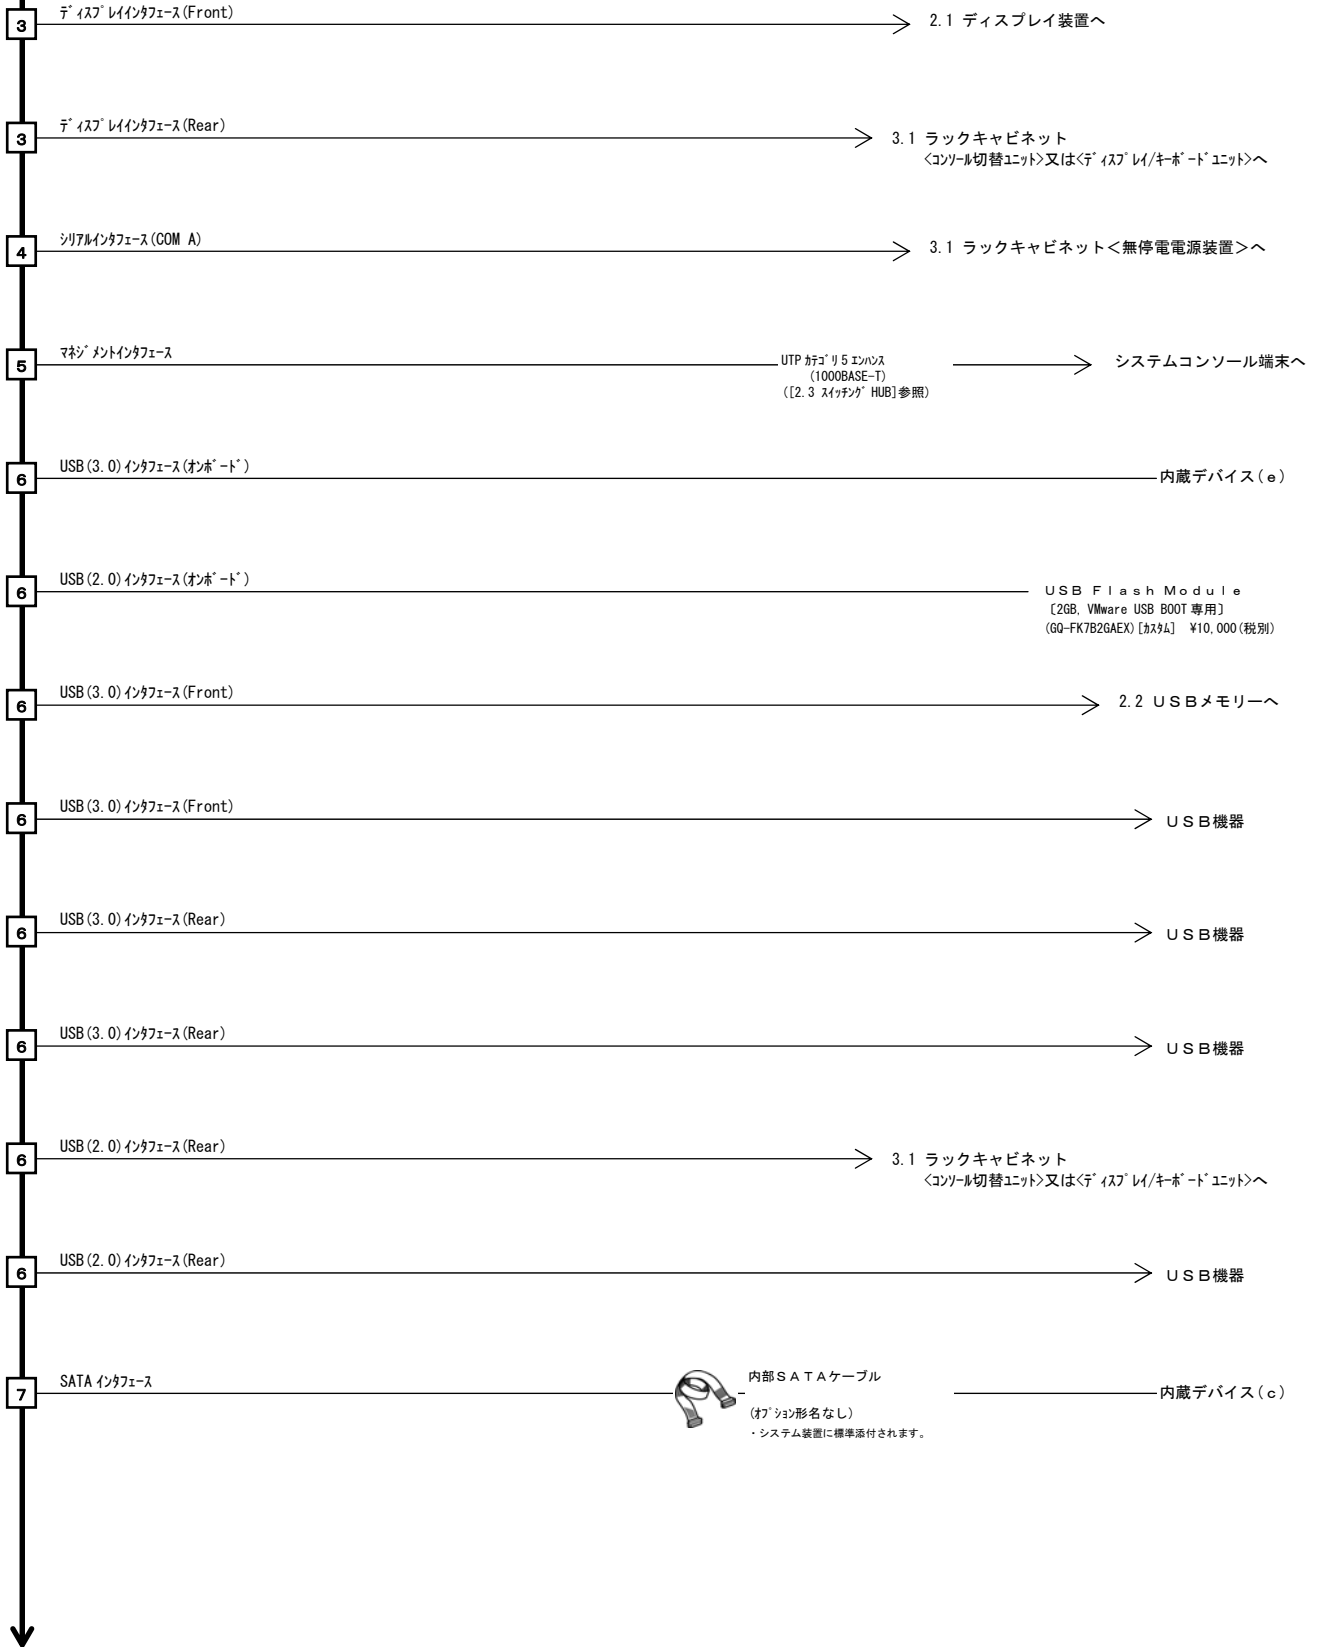 3
ﾃﾞｨｽﾌﾟﾚｲｲﾝﾀﾌｪｰｽ(Front)
2.1 ディスプレイ装置へ
3
ﾃﾞｨｽﾌﾟﾚｲｲﾝﾀﾌｪｰｽ(Rear)
3.1 ラックキャビネット
<ｺﾝｿｰﾙ切替ﾕﾆｯﾄ>又は<ﾃﾞｨｽﾌﾟﾚｲ/ｷｰﾎﾞｰﾄﾞﾕﾆｯﾄ>へ
4
ｼﾘｱﾙｲﾝﾀﾌｪｰｽ(COM A)
3.1 ラックキャビネット＜無停電電源装置＞へ
5
ﾏﾈｼﾞﾒﾝﾄｲﾝﾀﾌｪｰｽ
UTP ｶﾃｺﾞﾘ 5 ｴﾝﾊﾝｽ
(1000BASE-T)
([2.3 ｽｲｯﾁﾝｸﾞ HUB]参照)
システムコンソール端末へ
6
USB(3.0)ｲﾝﾀﾌｪｰｽ(ｵﾝﾎﾞｰﾄﾞ)
内蔵デバイス(ｅ)
6
USB(2.0)ｲﾝﾀﾌｪｰｽ(ｵﾝﾎﾞｰﾄﾞ)
ＵＳＢ Ｆｌａｓｈ Ｍｏｄｕｌｅ
〔2GB, VMware USB BOOT 専用〕
(GQ-FK7B2GAEX)[ｶｽﾀﾑ] ¥10,000(税別)
6
USB(3.0)ｲﾝﾀﾌｪｰｽ(Front)
2.2 ＵＳＢメモリーへ
6
USB(3.0)ｲﾝﾀﾌｪｰｽ(Front)
ＵＳＢ機器
6
USB(3.0)ｲﾝﾀﾌｪｰｽ(Rear)
ＵＳＢ機器
6
USB(3.0)ｲﾝﾀﾌｪｰｽ(Rear)
ＵＳＢ機器
6
USB(2.0)ｲﾝﾀﾌｪｰｽ(Rear)
3.1 ラックキャビネット
<ｺﾝｿｰﾙ切替ﾕﾆｯﾄ>又は<ﾃﾞｨｽﾌﾟﾚｲ/ｷｰﾎﾞｰﾄﾞﾕﾆｯﾄ>へ
6
USB(2.0)ｲﾝﾀﾌｪｰｽ(Rear)
ＵＳＢ機器
7
SATA ｲﾝﾀﾌｪｰｽ
内部ＳＡＴＡケーブル
(ｵﾌﾟｼｮﾝ形名なし)
・システム装置に標準添付されます。
内蔵デバイス(ｃ)